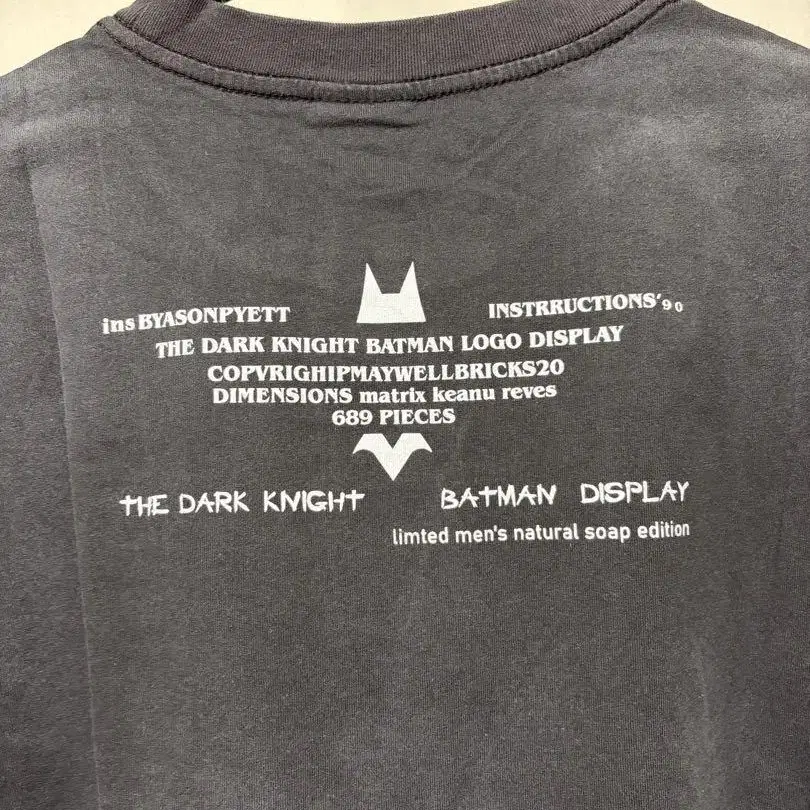 ins BYASONPYETT INSTRRUCTIONS'90
THE DARK KNIGHT BATMAN LOGO DISPLAY
COPVRIGHIPMAYWELLBRICKS20
DIMENSIONS matrix keanu reves
689 PIECES
THE DARK KNIGHT BATMAN DISPLAY
limted men's natural soap edition